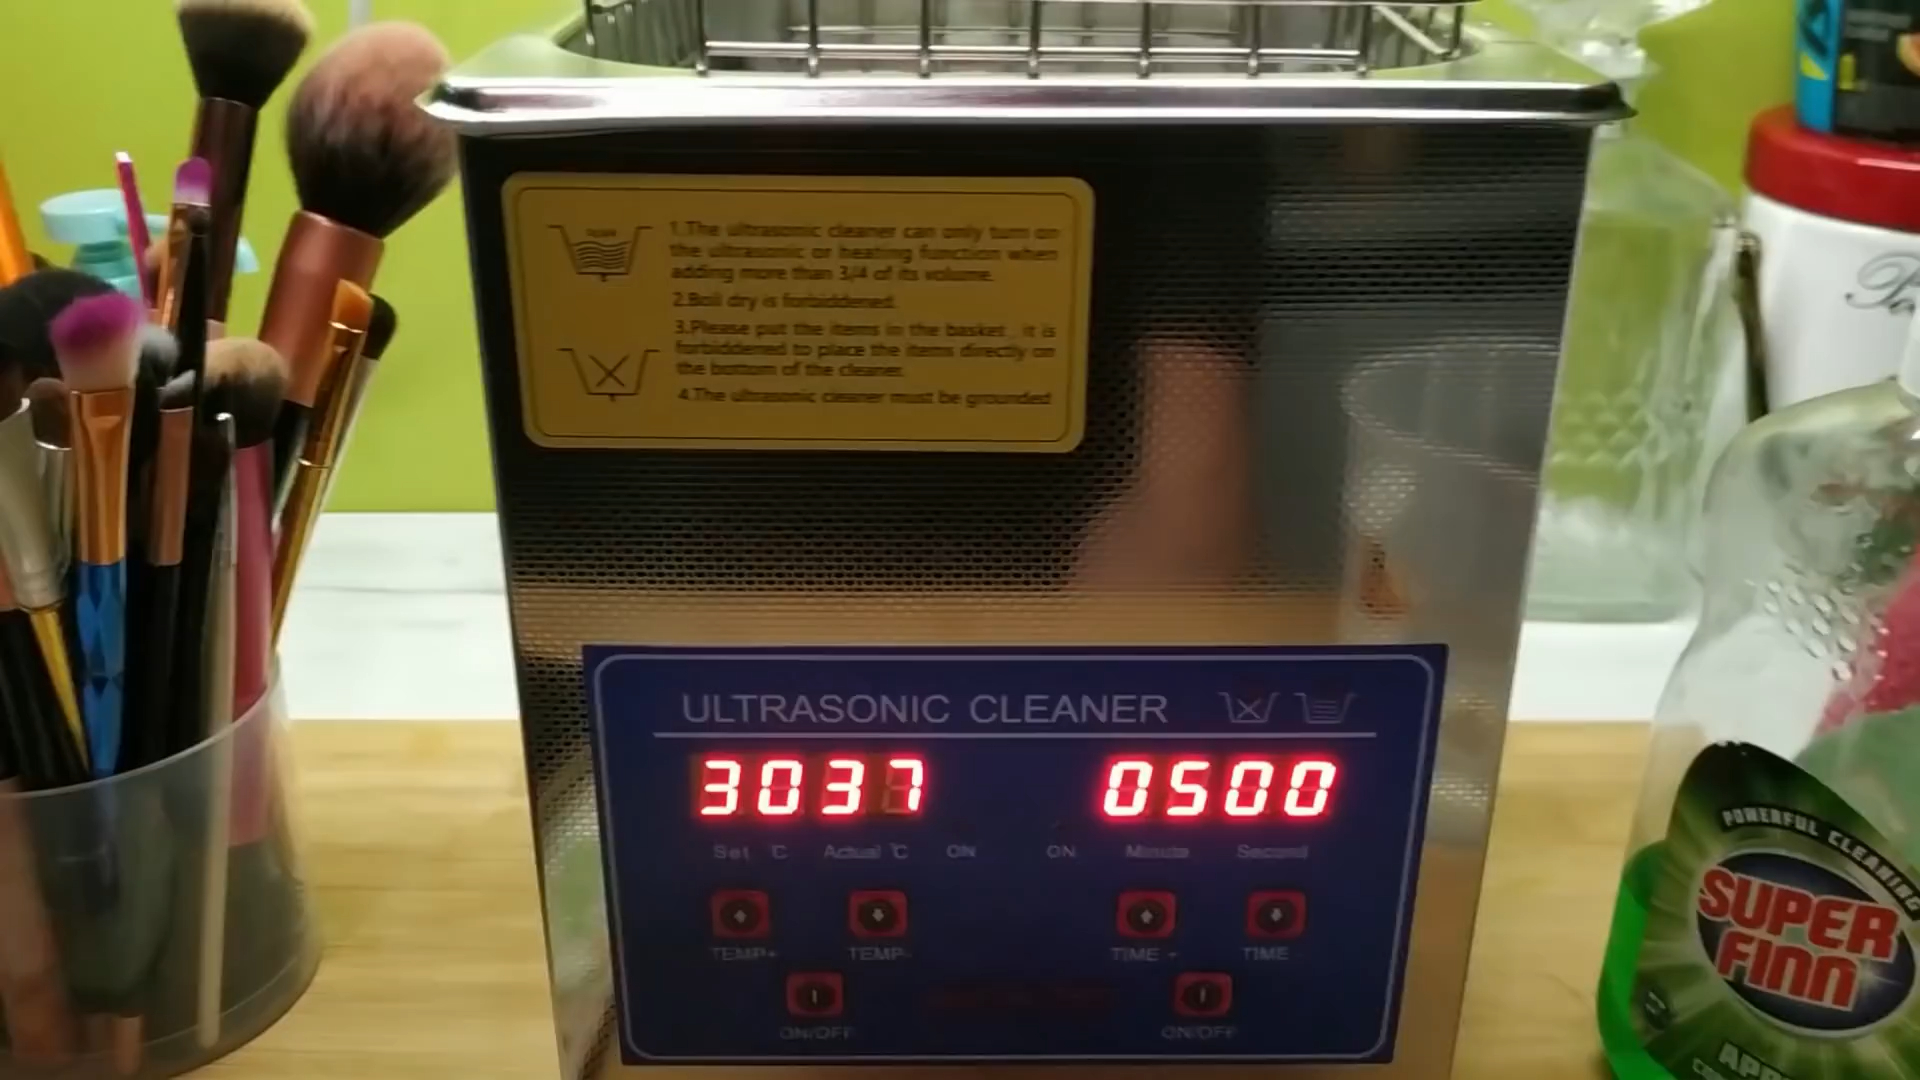 1.The ultrasonic cleaner can only turn on
the ultrasonic or heating function when
adding more than 3/4 of its volume.
2.Boil dry is forbiddened.
3.Please put the items in the basket , it is
forbiddened to place the items directly on
the bottom of the cleaner.
4.The ultrasonic cleaner must be grounded
ULTRASONIC CLEANER
3037 0500
Set ℃ Actual ℃ ON ON Minute Second
TEMP+ TEMP- TIME + TIME -
ON/OFF ON/OFF
POWERFUL CLEANING
SUPER
FINN